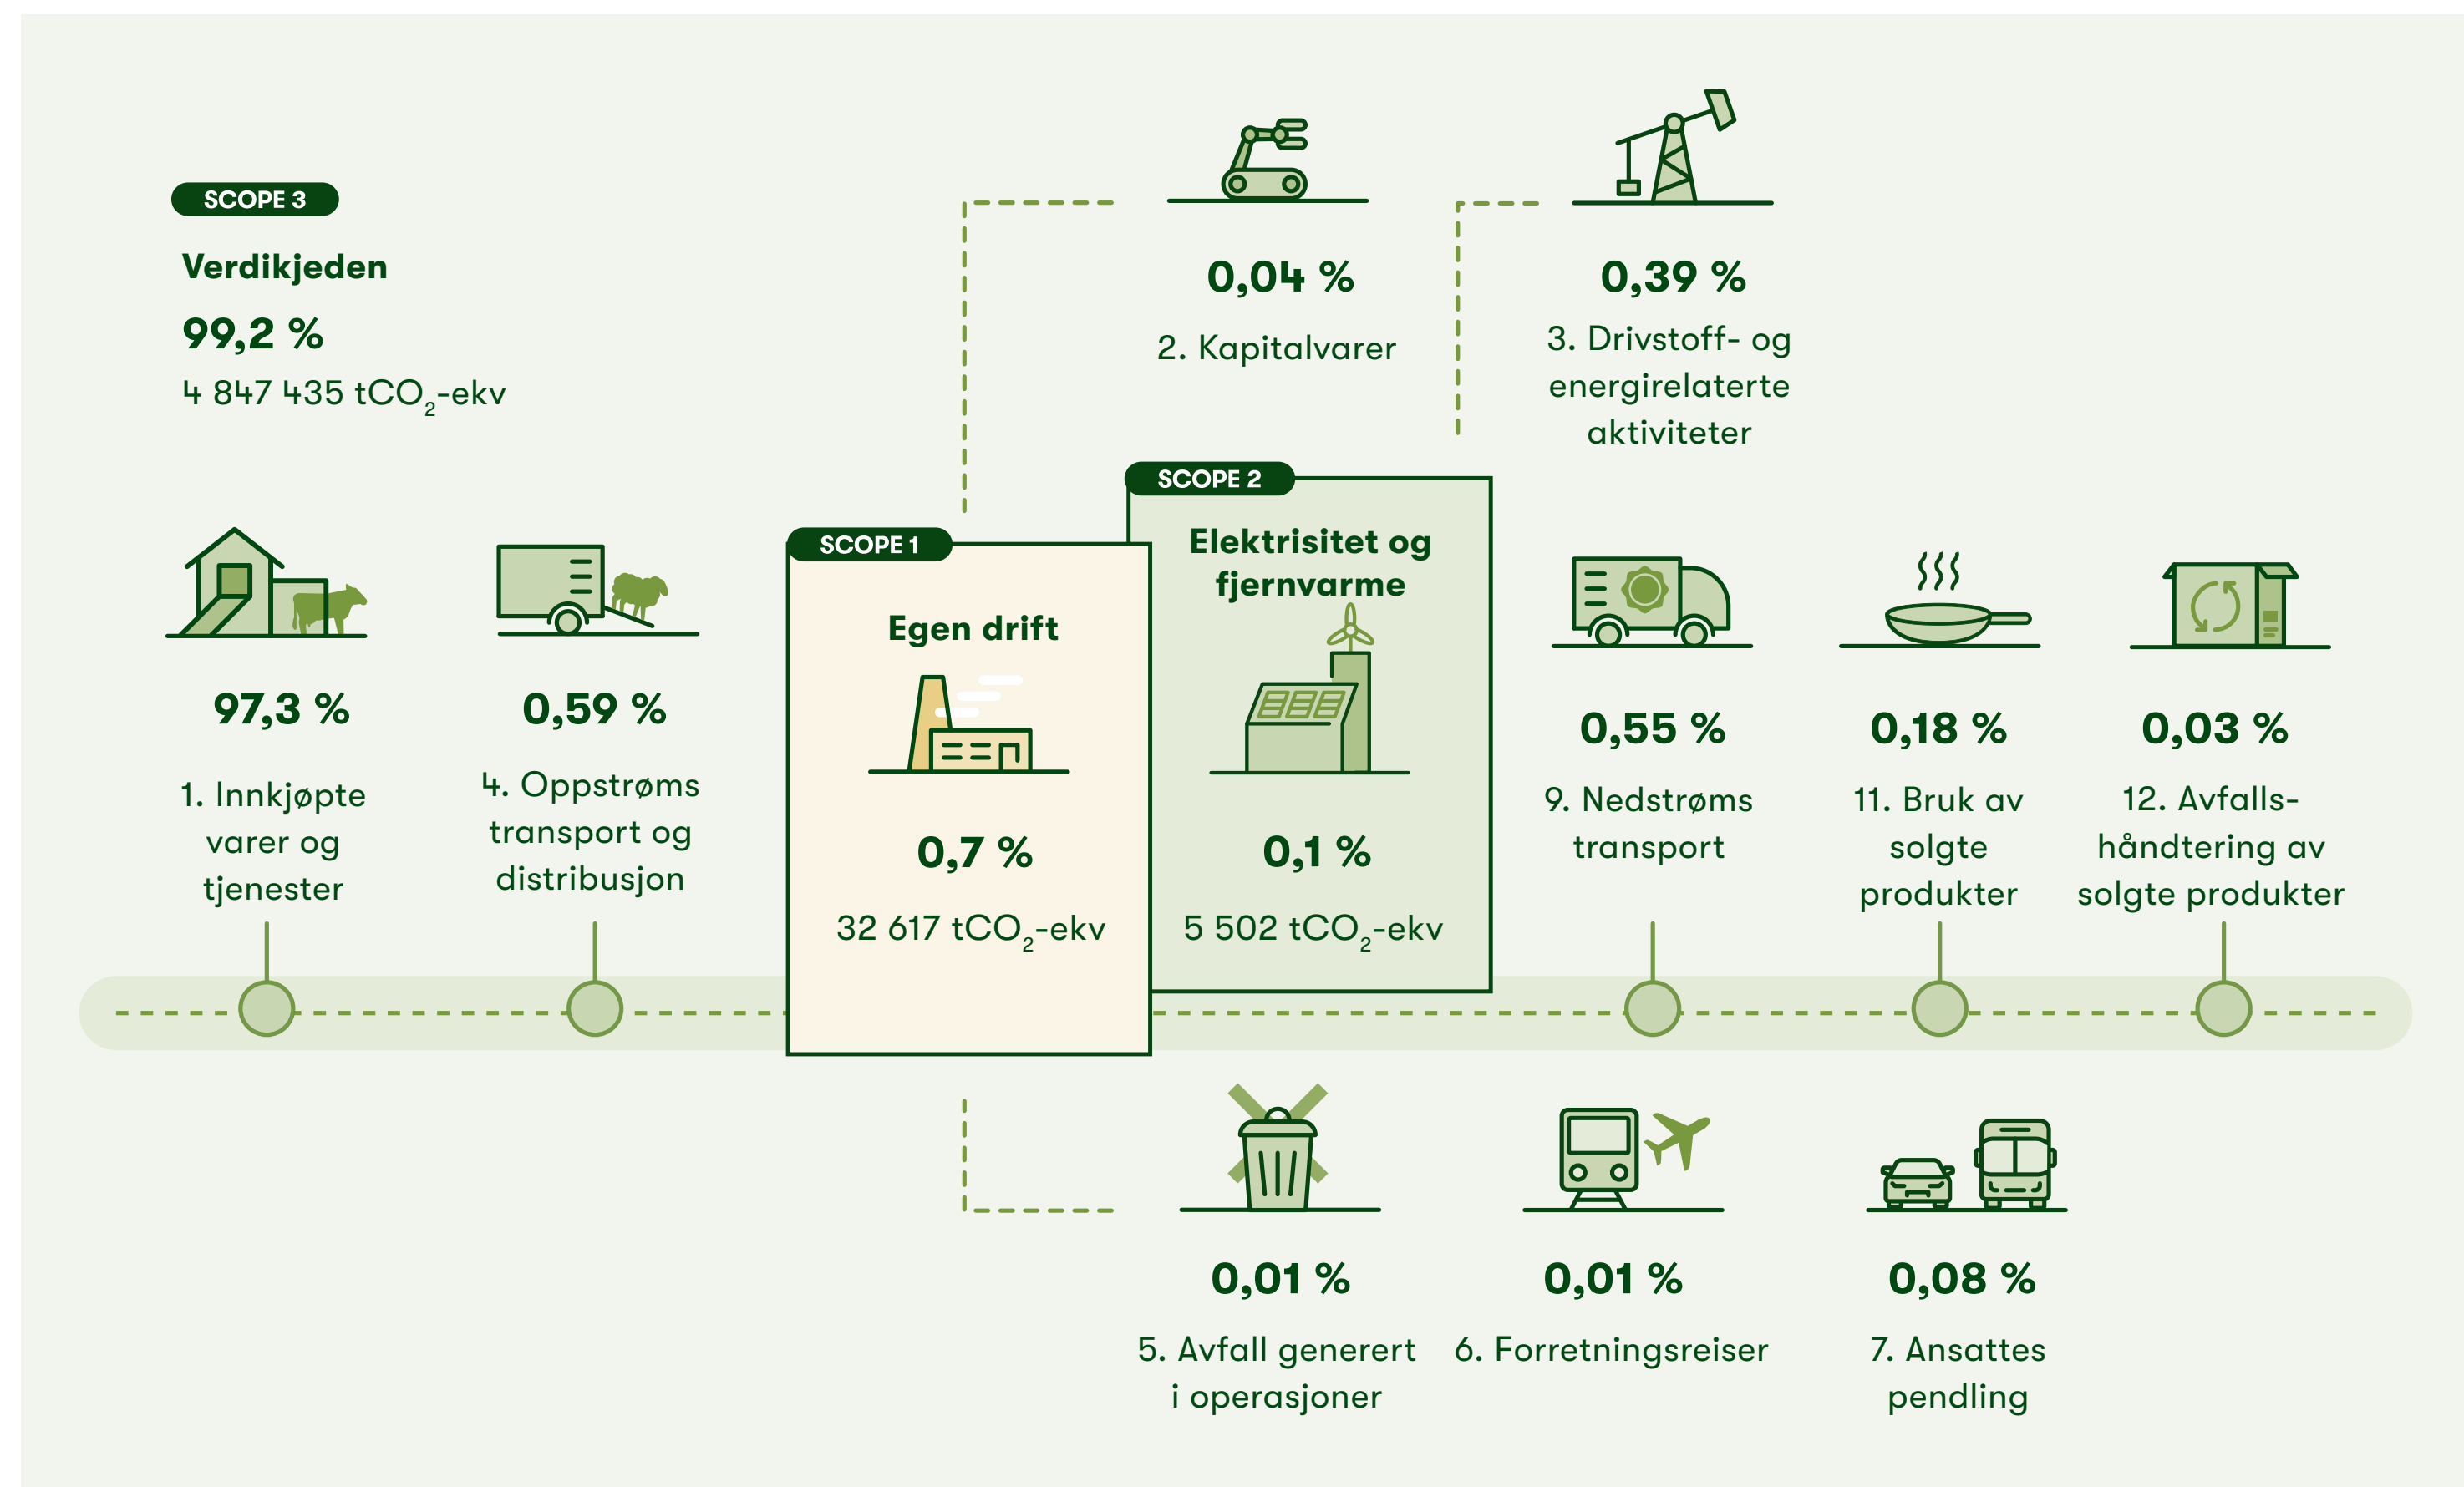 SCOPE 3
Verdikjeden
99,2 %
4 847 435 tCO₂-ekv
0,04 %
2. Kapitalvarer
0,39 %
3. Drivstoff- og
energirelaterte
aktiviteter
97,3 %
1. Innkjøpte
varer og
tjenester
0,59 %
4. Oppstrøms
transport og
distribusjon
SCOPE 1
Egen drift
0,7 %
32 617 tCO₂-ekv
SCOPE 2
Elektrisitet og
fjernvarme
0,1 %
5 502 tCO₂-ekv
0,55 %
9. Nedstrøms
transport
0,18 %
11. Bruk av
solgte
produkter
0,03 %
12. Avfalls-
håndtering av
solgte produkter
0,01 %
5. Avfall generert
i operasjoner
0,01 %
6. Forretningsreiser
0,08 %
7. Ansattes
pendling